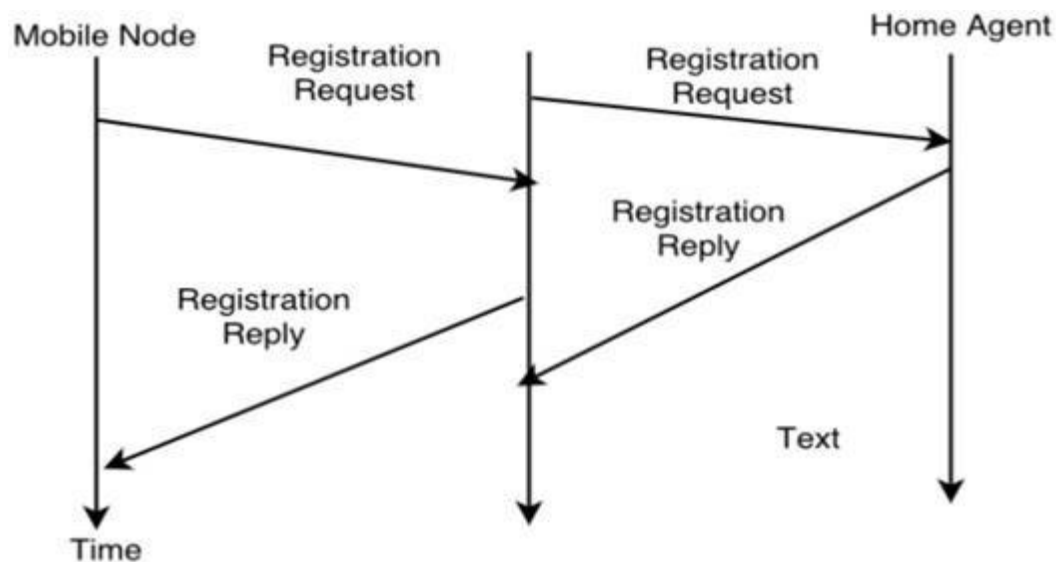 Mobile Node
Home Agent
Registration
Request
Registration
Request
Registration
Reply
Registration
Reply
Text
Time